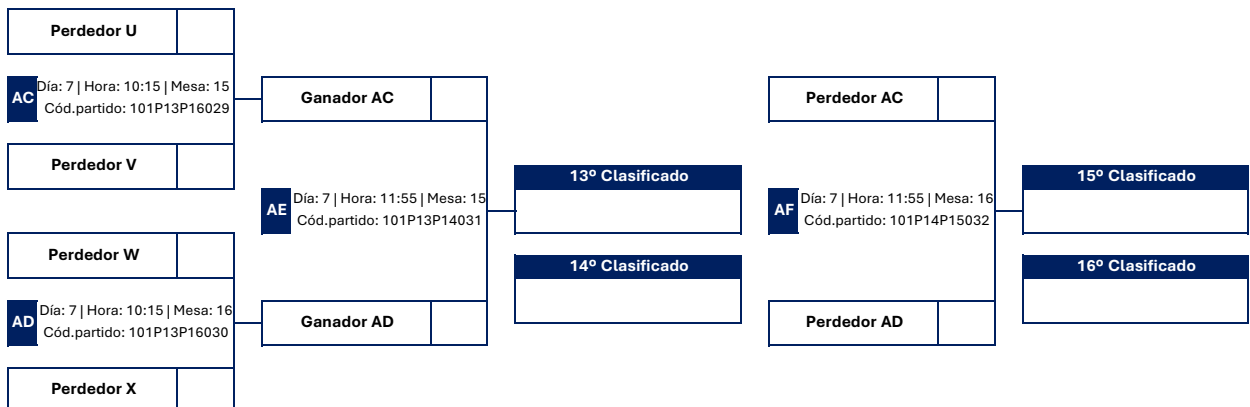 Perdedor U
AC
Día: 7 | Hora: 10:15 | Mesa: 15
Cód.partido: 101P13P16029
Perdedor V
Perdedor W
AD
Día: 7 | Hora: 10:15 | Mesa: 16
Cód.partido: 101P13P16030
Perdedor X
Ganador AC
AE
Día: 7 | Hora: 11:55 | Mesa: 15
Cód.partido: 101P13P14031
Ganador AD
13º Clasificado
14º Clasificado
Perdedor AC
AF
Día: 7 | Hora: 11:55 | Mesa: 16
Cód.partido: 101P14P15032
Perdedor AD
15º Clasificado
16º Clasificado